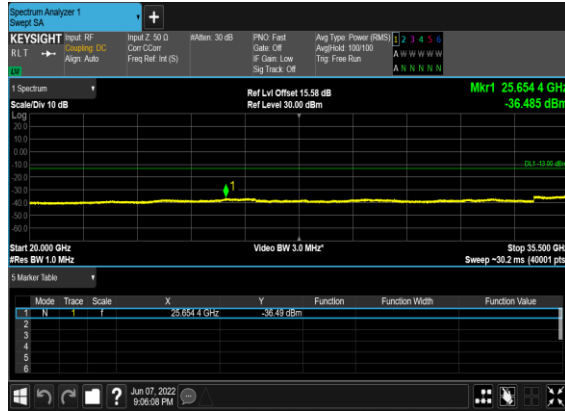 Spectrum Analyzer 1
Swept SA
+
KEYSIGHT Input: RF Input Z: 50 Ω #Atten: 30 dB PNO: Fast Avg Type: Power (RMS) 1 2 3 4 5 6
RLT Coupling: DC Corr CCorr Gate: Off Avg|Hold: 100/100 A W W W W W
Align: Auto Freq Ref: Int (S) IF Gain: Low Trig: Free Run
Sig Track: Off A N N N N N
1 Spectrum Ref Lvl Offset 15.58 dB Mkr1 25.654 4 GHz
Scale/Div 10 dB Ref Level 30.00 dBm -36.485 dBm
Log
20.0
10.0
0.00
-10.0 DL1 -13.00 dBm
-20.0
-30.0 1
-40.0
-50.0
-60.0
Start 20.000 GHz Video BW 3.0 MHz* Stop 35.500 GHz
#Res BW 1.0 MHz Sweep ~30.2 ms (40001 pts)
5 Marker Table
Mode Trace Scale X Y Function Function Width Function Value
1 N 1 f 25.654 4 GHz -36.49 dBm
2
3
4
5
6
? Jun 07, 2022
9:06:08 PM